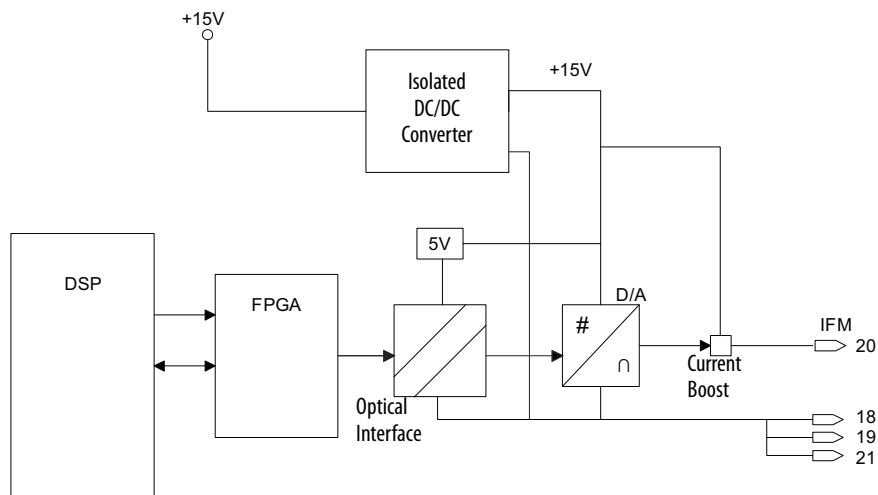 +15V
Isolated
DC/DC
Converter
+15V
5V
DSP
FPGA
D/A
#
∩
IFM
20
Current
Boost
Optical
Interface
18
19
21